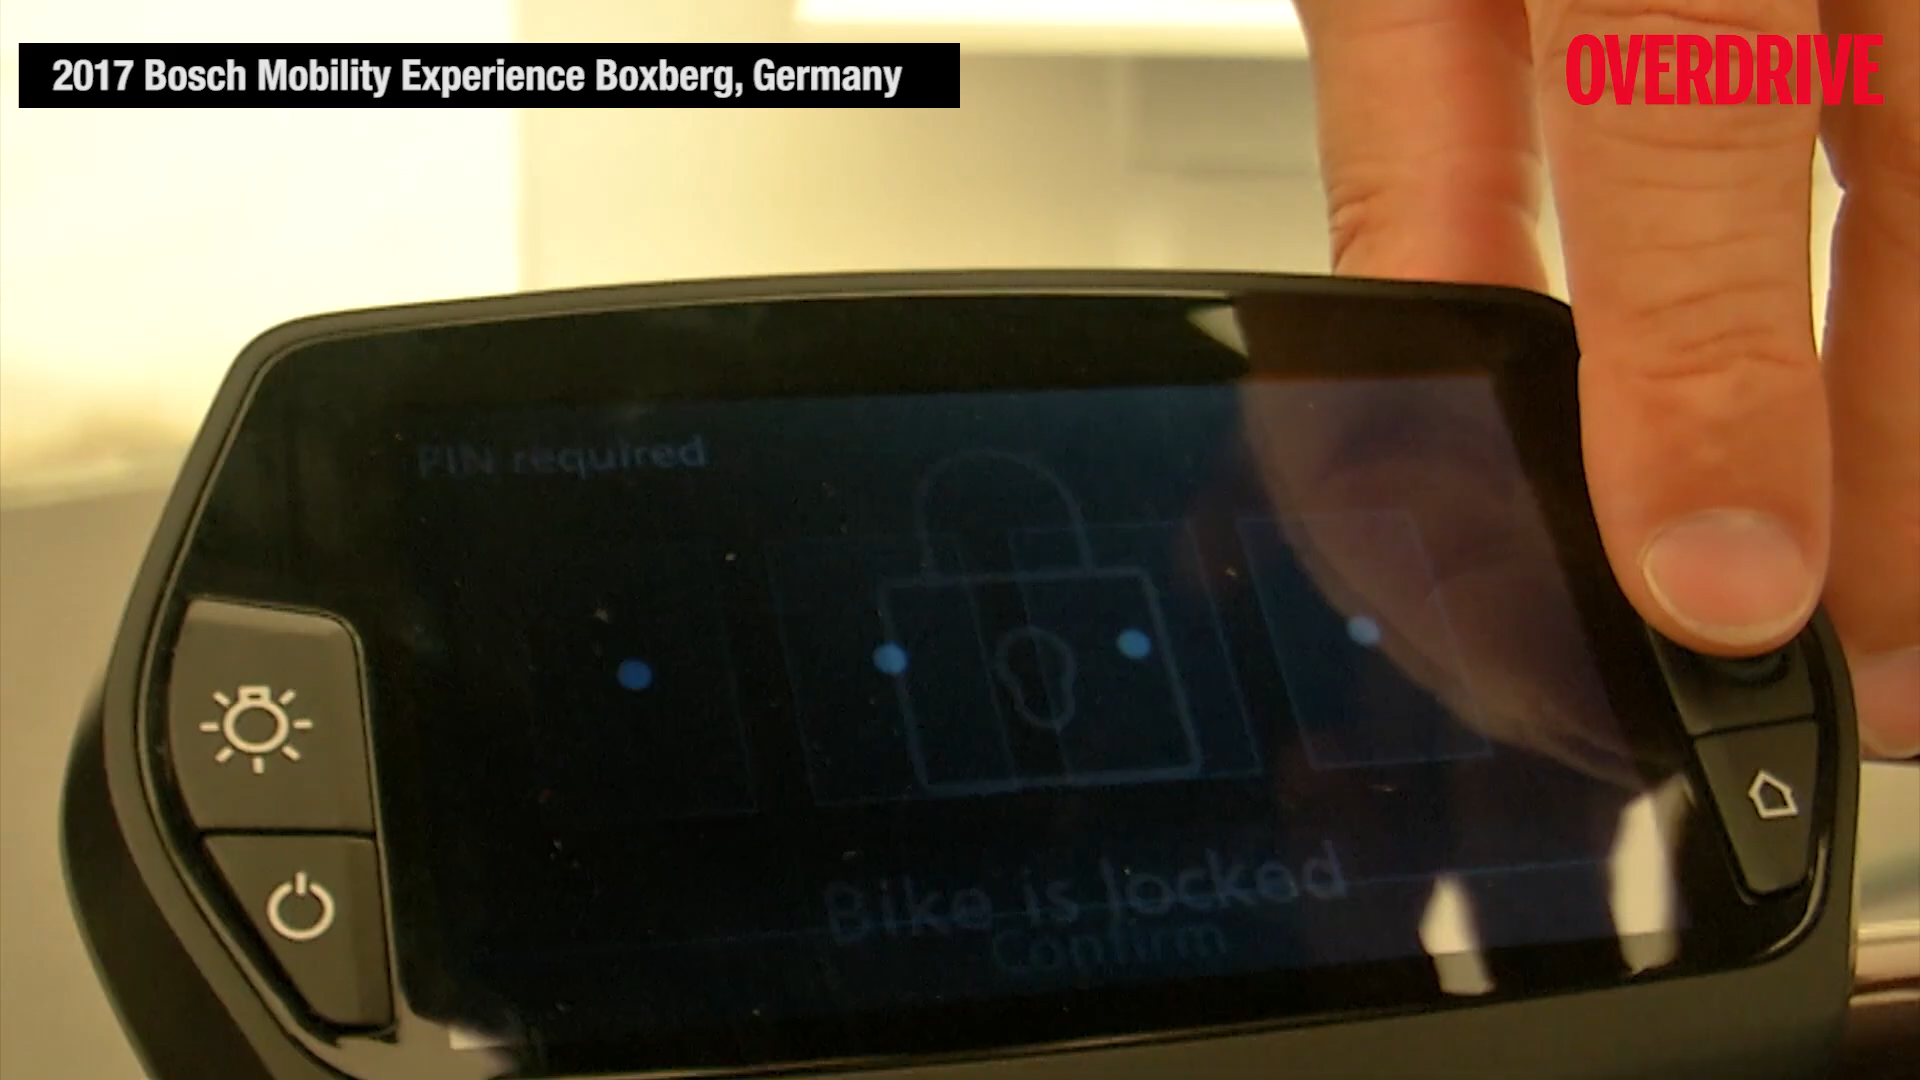 2017 Bosch Mobility Experience Boxberg, Germany
OVERDRIVE
PIN required
Bike is locked
Confirm